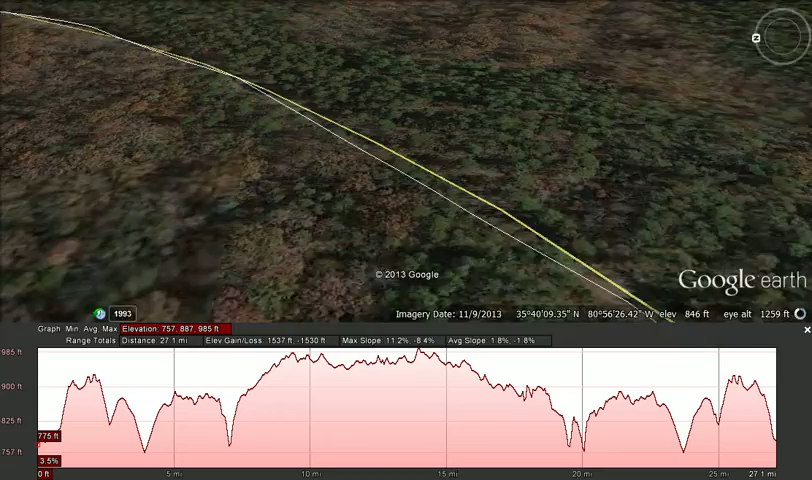 © 2013 Google
Google earth
1993
Imagery Date: 11/9/2013 35°40'09.35" N 80°56'26.42" W elev 846 ft eye alt 1259 ft
Graph Min, Avg, Max Elevation: 757, 887, 985 ft
Range Totals Distance: 27.1 mi Elev Gain/Loss 1537 ft, -1530 ft Max Slope 11.2%, -8.4% Avg Slope 1.8%, -1.8%
985 ft
900 ft
825 ft
775 ft
757 ft
3.5%
0 ft 5 mi 10 mi 15 mi 20 mi 25 mi 27.1 mi